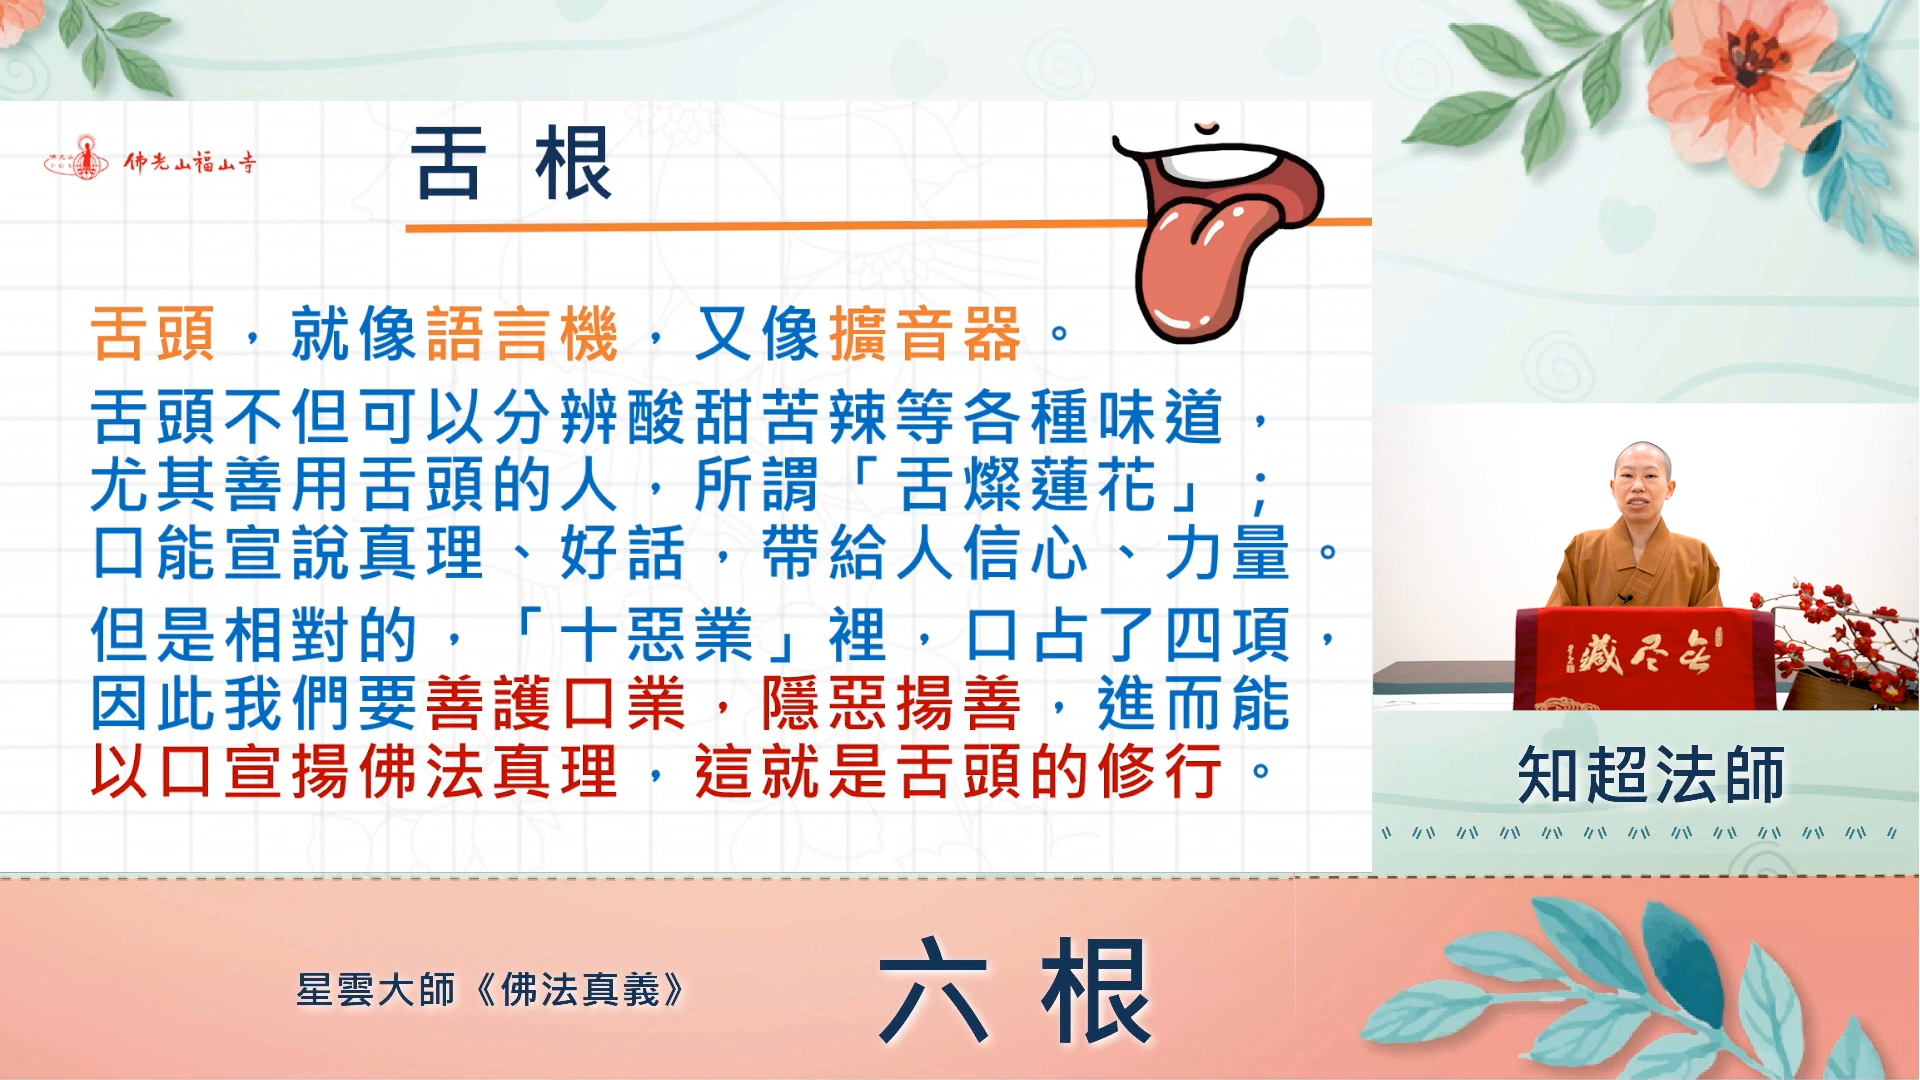 佛光山福山寺
舌根
舌頭，就像語言機，又像擴音器。
舌頭不但可以分辨酸甜苦辣等各種味道，
尤其善用舌頭的人，所謂「舌燦蓮花」；
口能宣說真理、好話，帶給人信心、力量。
但是相對的，「十惡業」裡，口占了四項，
因此我們要善護口業，隱惡揚善，進而能
以口宣揚佛法真理，這就是舌頭的修行。
藏尽无
知超法師
星雲大師《佛法真義》
六根